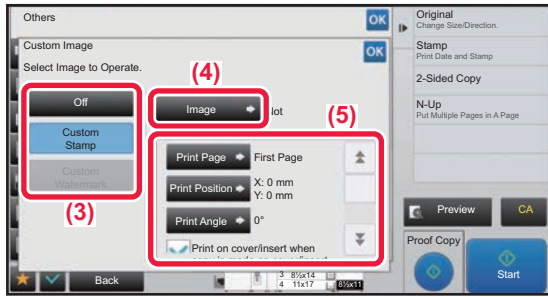 Others
OK
Custom Image
OK
Select Image to Operate.
Off
Custom
Stamp
Custom
Watermark
(3)
(4)
Image
(5)
Print Page
First Page
Print Position
X: 0 mm
Y: 0 mm
Print Angle
0°
Print on cover/insert when
Back
3 8½x14
4 11x17
8½x11
Original
Change Size/Direction.
Stamp
Print Date and Stamp
2-Sided Copy
N-Up
Put Multiple Pages in A Page
Preview
CA
Proof Copy
Start